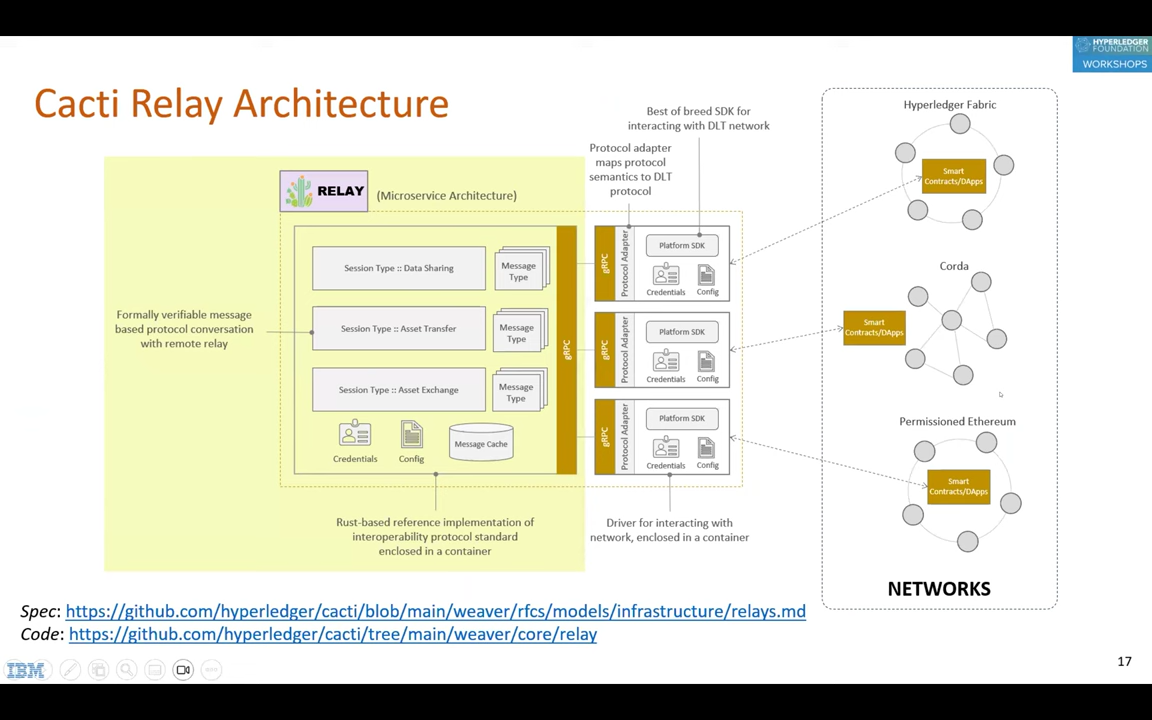 HYPERLEDGER
FOUNDATION
WORKSHOPS
Cacti Relay Architecture
RELAY
(Microservice Architecture)
Formally verifiable message
based protocol conversation
with remote relay
Session Type :: Data Sharing
Message
Type
Session Type :: Asset Transfer
Message
Type
Session Type :: Asset Exchange
Message
Type
Credentials
Config
Message Cache
gRPC
Rust-based reference implementation of
interoperability protocol standard
enclosed in a container
Best of breed SDK for
interacting with DLT network
Protocol adapter
maps protocol
semantics to DLT
protocol
gRPC
Protocol Adapter
Platform SDK
Credentials
Config
gRPC
Protocol Adapter
Platform SDK
Credentials
Config
gRPC
Protocol Adapter
Platform SDK
Credentials
Config
Driver for interacting with
network, enclosed in a container
Hyperledger Fabric
Smart
Contracts/DApps
Corda
Smart
Contracts/DApps
Permissioned Ethereum
Smart
Contracts/DApps
NETWORKS
Spec: https://github.com/hyperledger/cacti/blob/main/weaver/rfcs/models/infrastructure/relays.md
Code: https://github.com/hyperledger/cacti/tree/main/weaver/core/relay
IBM
17